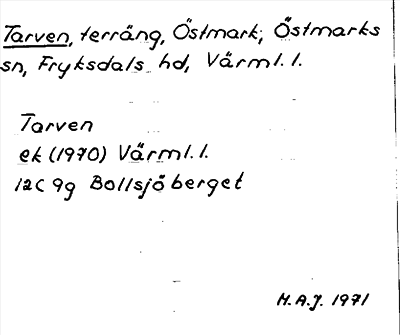 Tarven, terräng, Östmark, Östmarks
sn, Fryksdals hd, Värml. l.
Tarven
ek (1970) Värml. l.
12C 9g Bollsjöberget
M.A.J. 1971